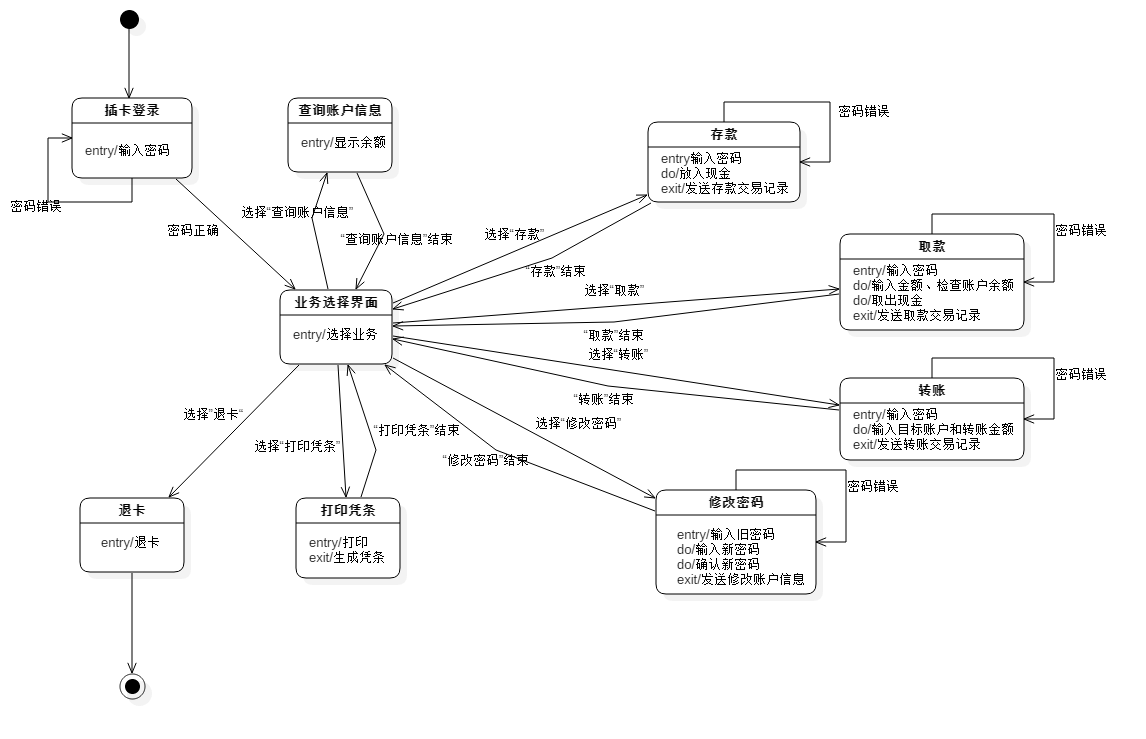 插卡登录
entry/输入密码
密码错误
密码正确
查询账户信息
entry/显示余额
选择“查询账户信息”
“查询账户信息”结束
存款
entry输入密码
do/放入现金
exit/发送存款交易记录
密码错误
选择“存款”
“存款”结束
取款
entry/输入密码
do/输入金额、检查账户余额
do/取出现金
exit/发送取款交易记录
密码错误
选择“取款”
“取款”结束
业务选择界面
entry/选择业务
选择“转账”
“转账”结束
转账
entry/输入密码
do/输入目标账户和转账金额
exit/发送转账交易记录
密码错误
选择”退卡“
选择“打印凭条”
“打印凭条”结束
选择“修改密码”
“修改密码”结束
修改密码
entry/输入旧密码
do/输入新密码
do/确认新密码
exit/发送修改账户信息
密码错误
退卡
entry/退卡
打印凭条
entry/打印
exit/生成凭条